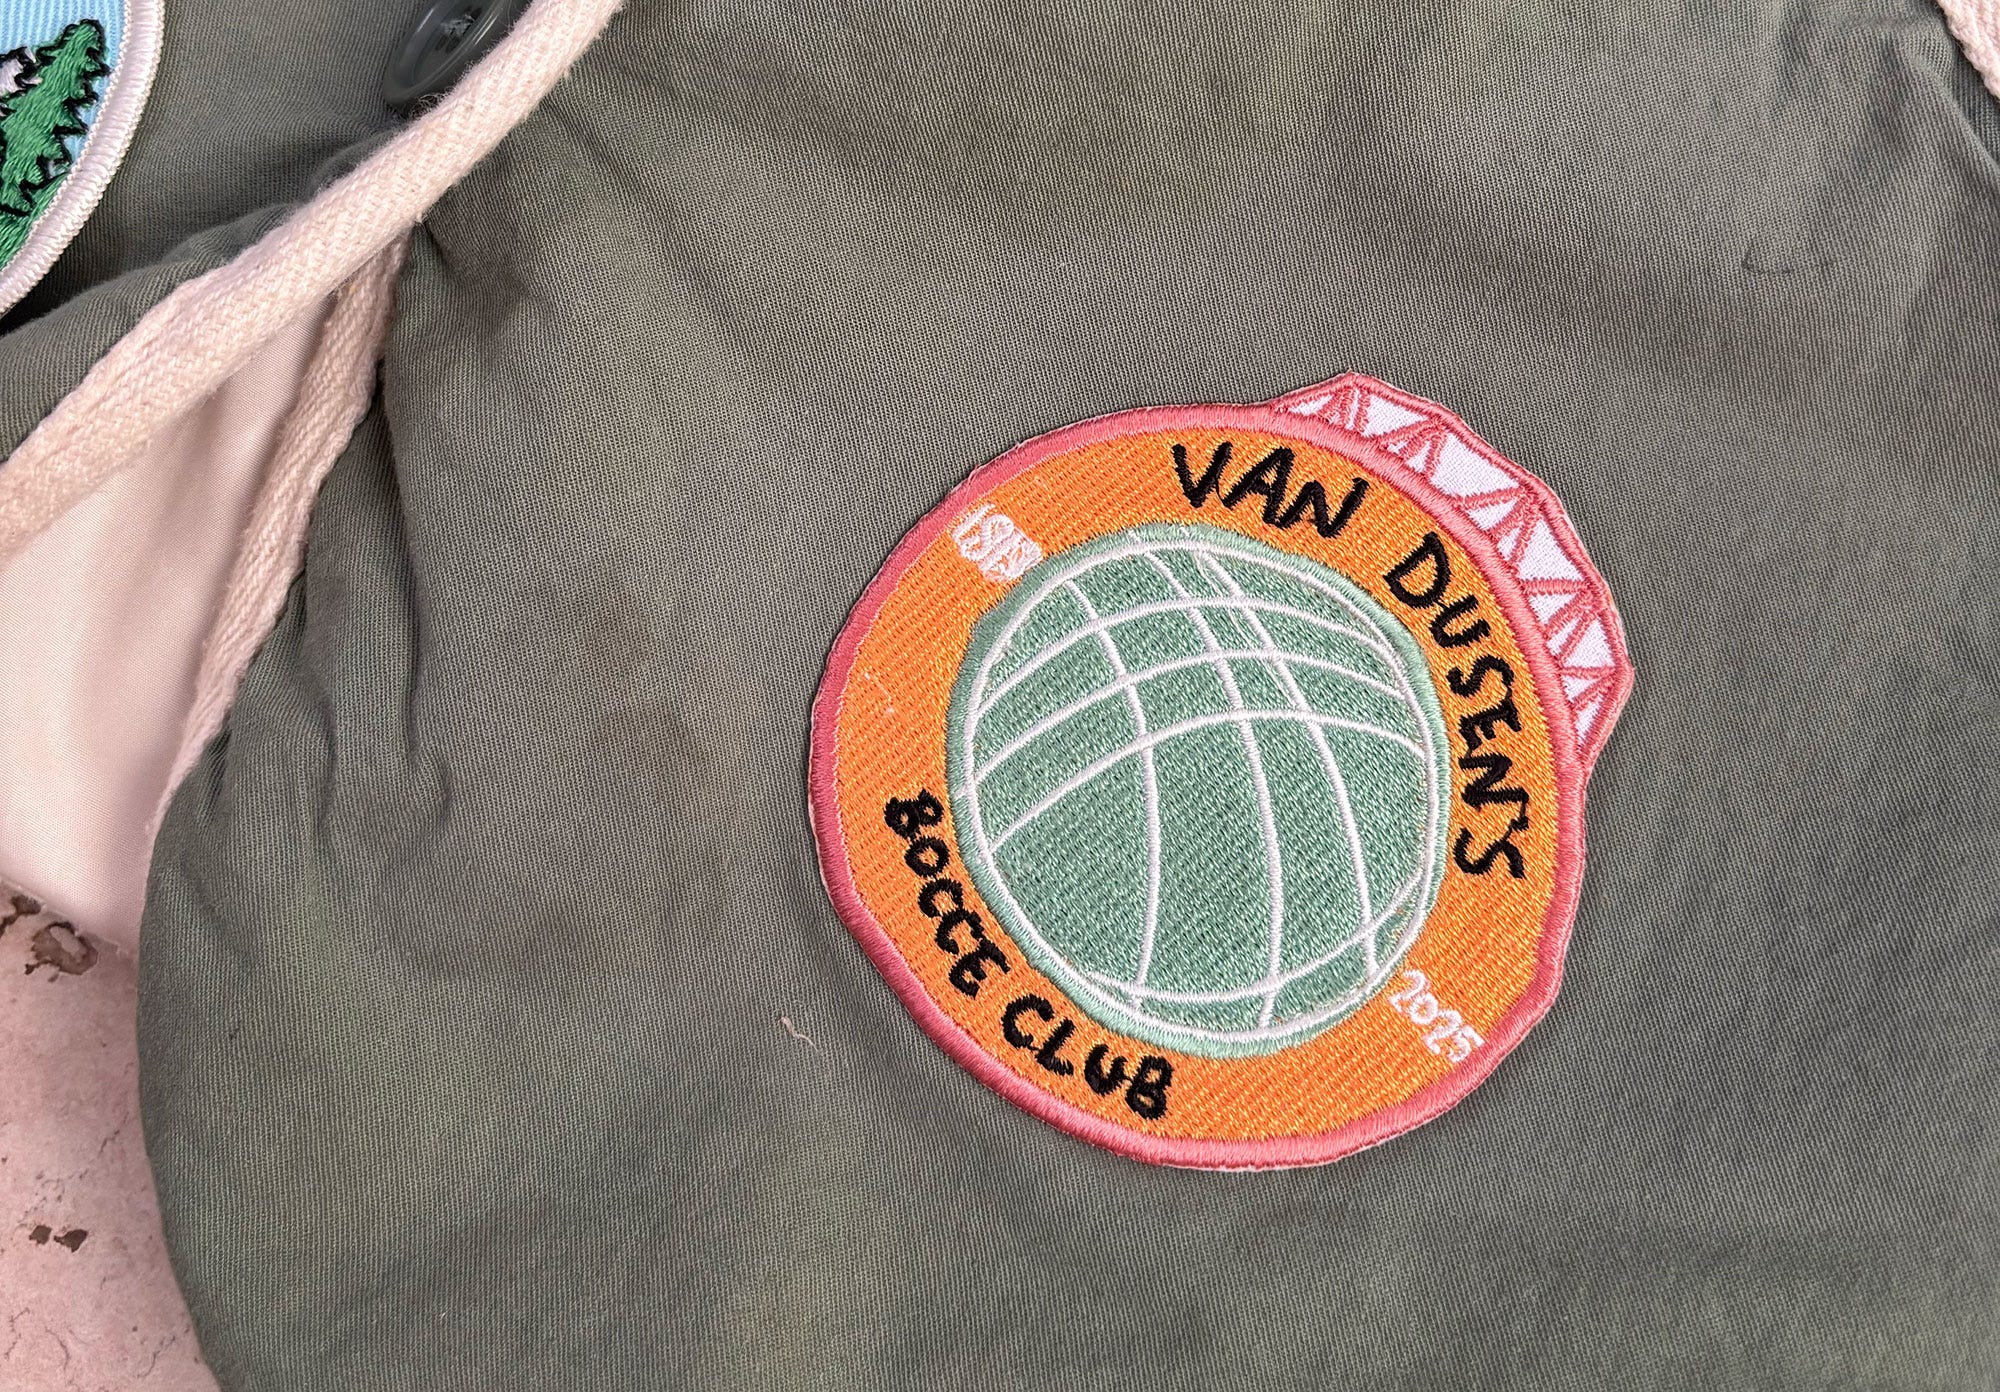 VAN DUSEN'S
BOCCE CLUB
2025